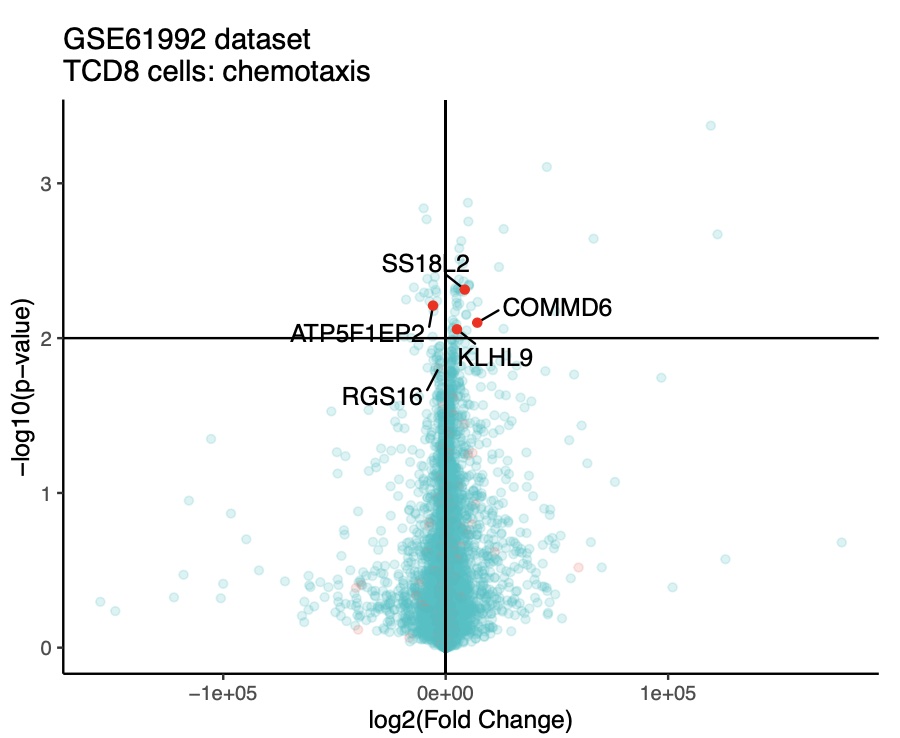 GSE61992 dataset
TCD8 cells: chemotaxis
3
SS18L2
COMMD6
ATP5F1EP2
2
KLHL9
RGS16
1
0
−log10(p−value)
−1e+05
0e+00
1e+05
log2(Fold Change)